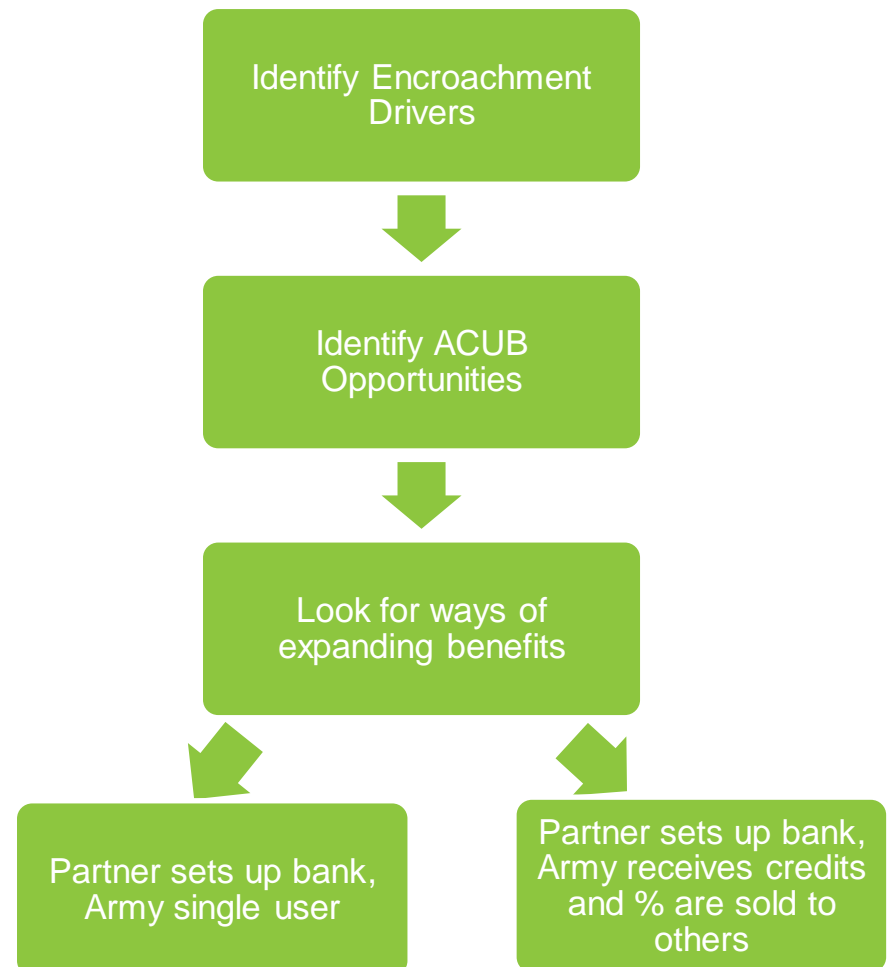 Identify Encroachment
Drivers
Identify ACUB
Opportunities
Look for ways of
expanding benefits
Partner sets up bank,
Army single user
Partner sets up bank,
Army receives credits
and % are sold to
others